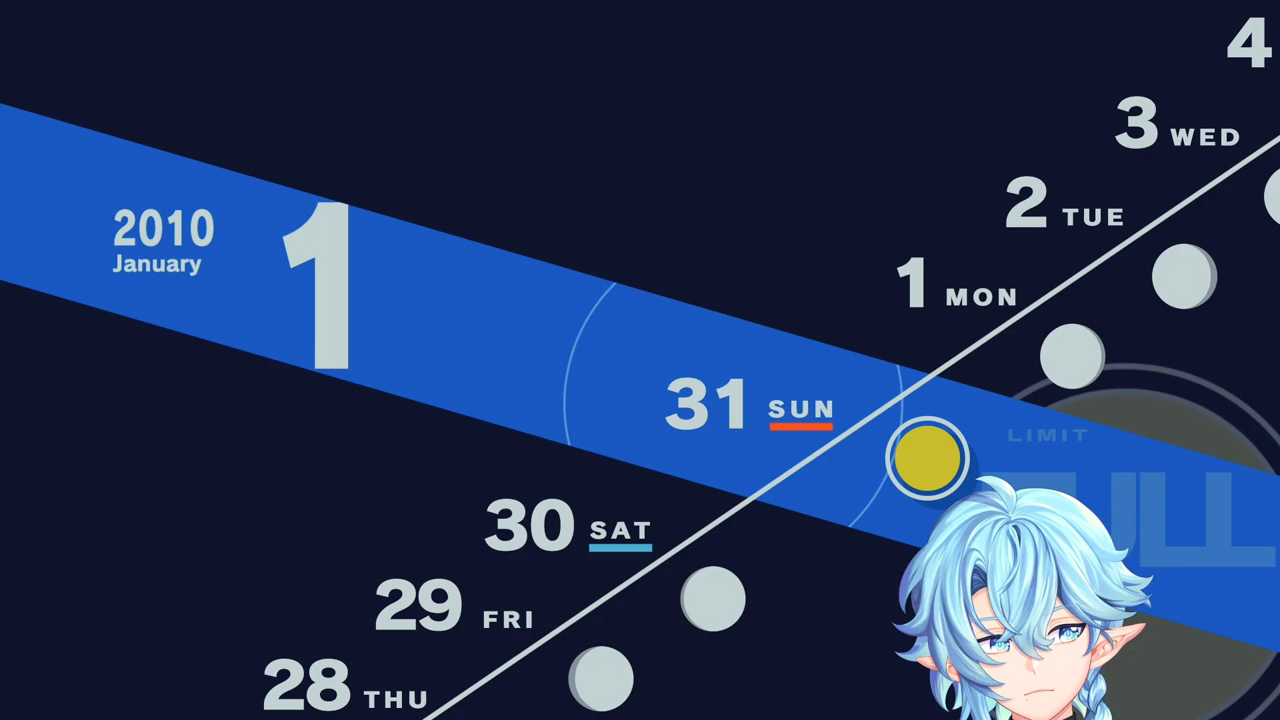 4
3 WED
2 TUE
1 MON
2010
January
1
31 SUN
LIMIT
30 SAT
29 FRI
28 THU